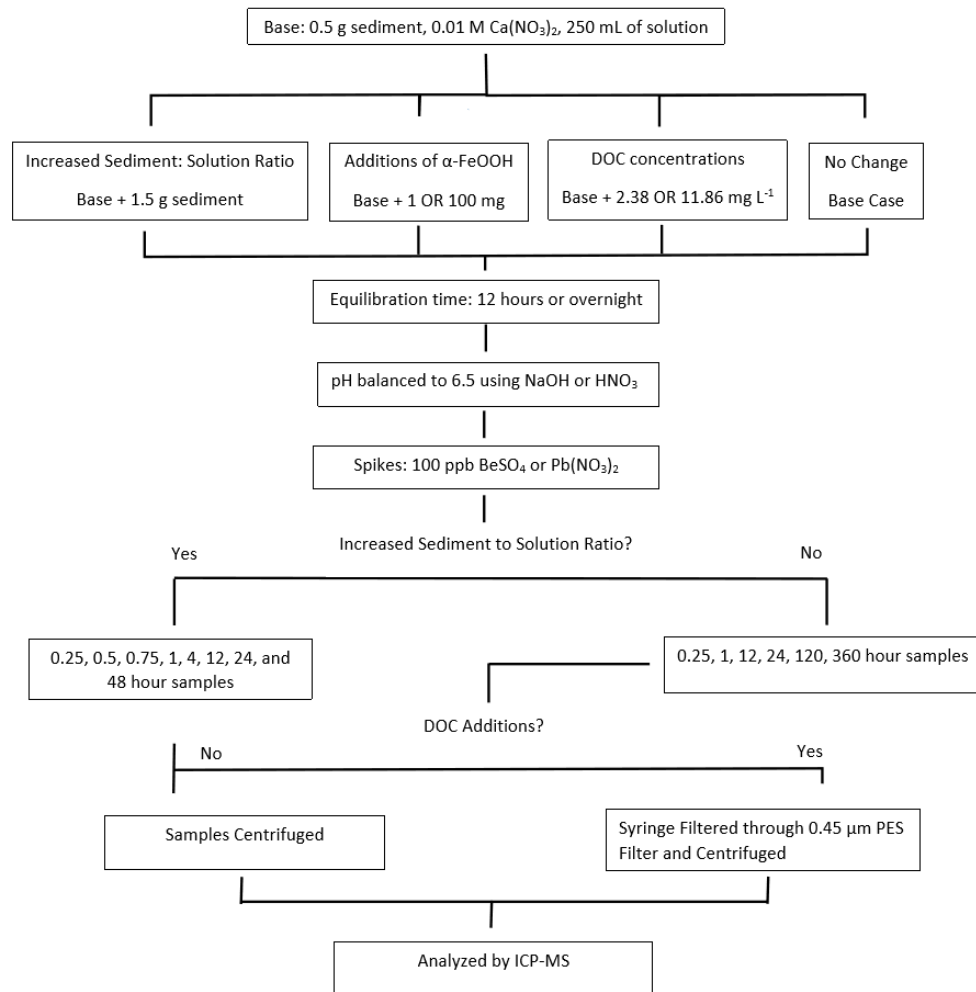 Base: 0.5 g sediment, 0.01 M Ca(NO₃)₂, 250 mL of solution
Increased Sediment: Solution Ratio
Base + 1.5 g sediment
Additions of α-FeOOH
Base + 1 OR 100 mg
DOC concentrations
Base + 2.38 OR 11.86 mg L⁻¹
No Change
Base Case
Equilibration time: 12 hours or overnight
pH balanced to 6.5 using NaOH or HNO₃
Spikes: 100 ppb BeSO₄ or Pb(NO₃)₂
Increased Sediment to Solution Ratio?
Yes
No
0.25, 0.5, 0.75, 1, 4, 12, 24, and
48 hour samples
0.25, 1, 12, 24, 120, 360 hour samples
DOC Additions?
No
Yes
Samples Centrifuged
Syringe Filtered through 0.45 µm PES
Filter and Centrifuged
Analyzed by ICP-MS